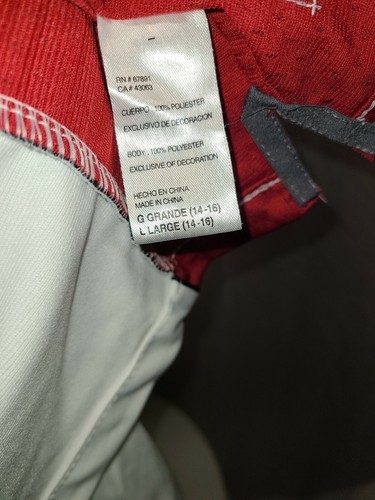 RN # 67891
CA # 43063
CUERPO : 100% POLIESTER
EXCLUSIVO DE DECORACION
BODY : 100% POLYESTER
EXCLUSIVE OF DECORATION
HECHO EN CHINA
MADE IN CHINA
G GRANDE (14-16)
L LARGE (14-16)